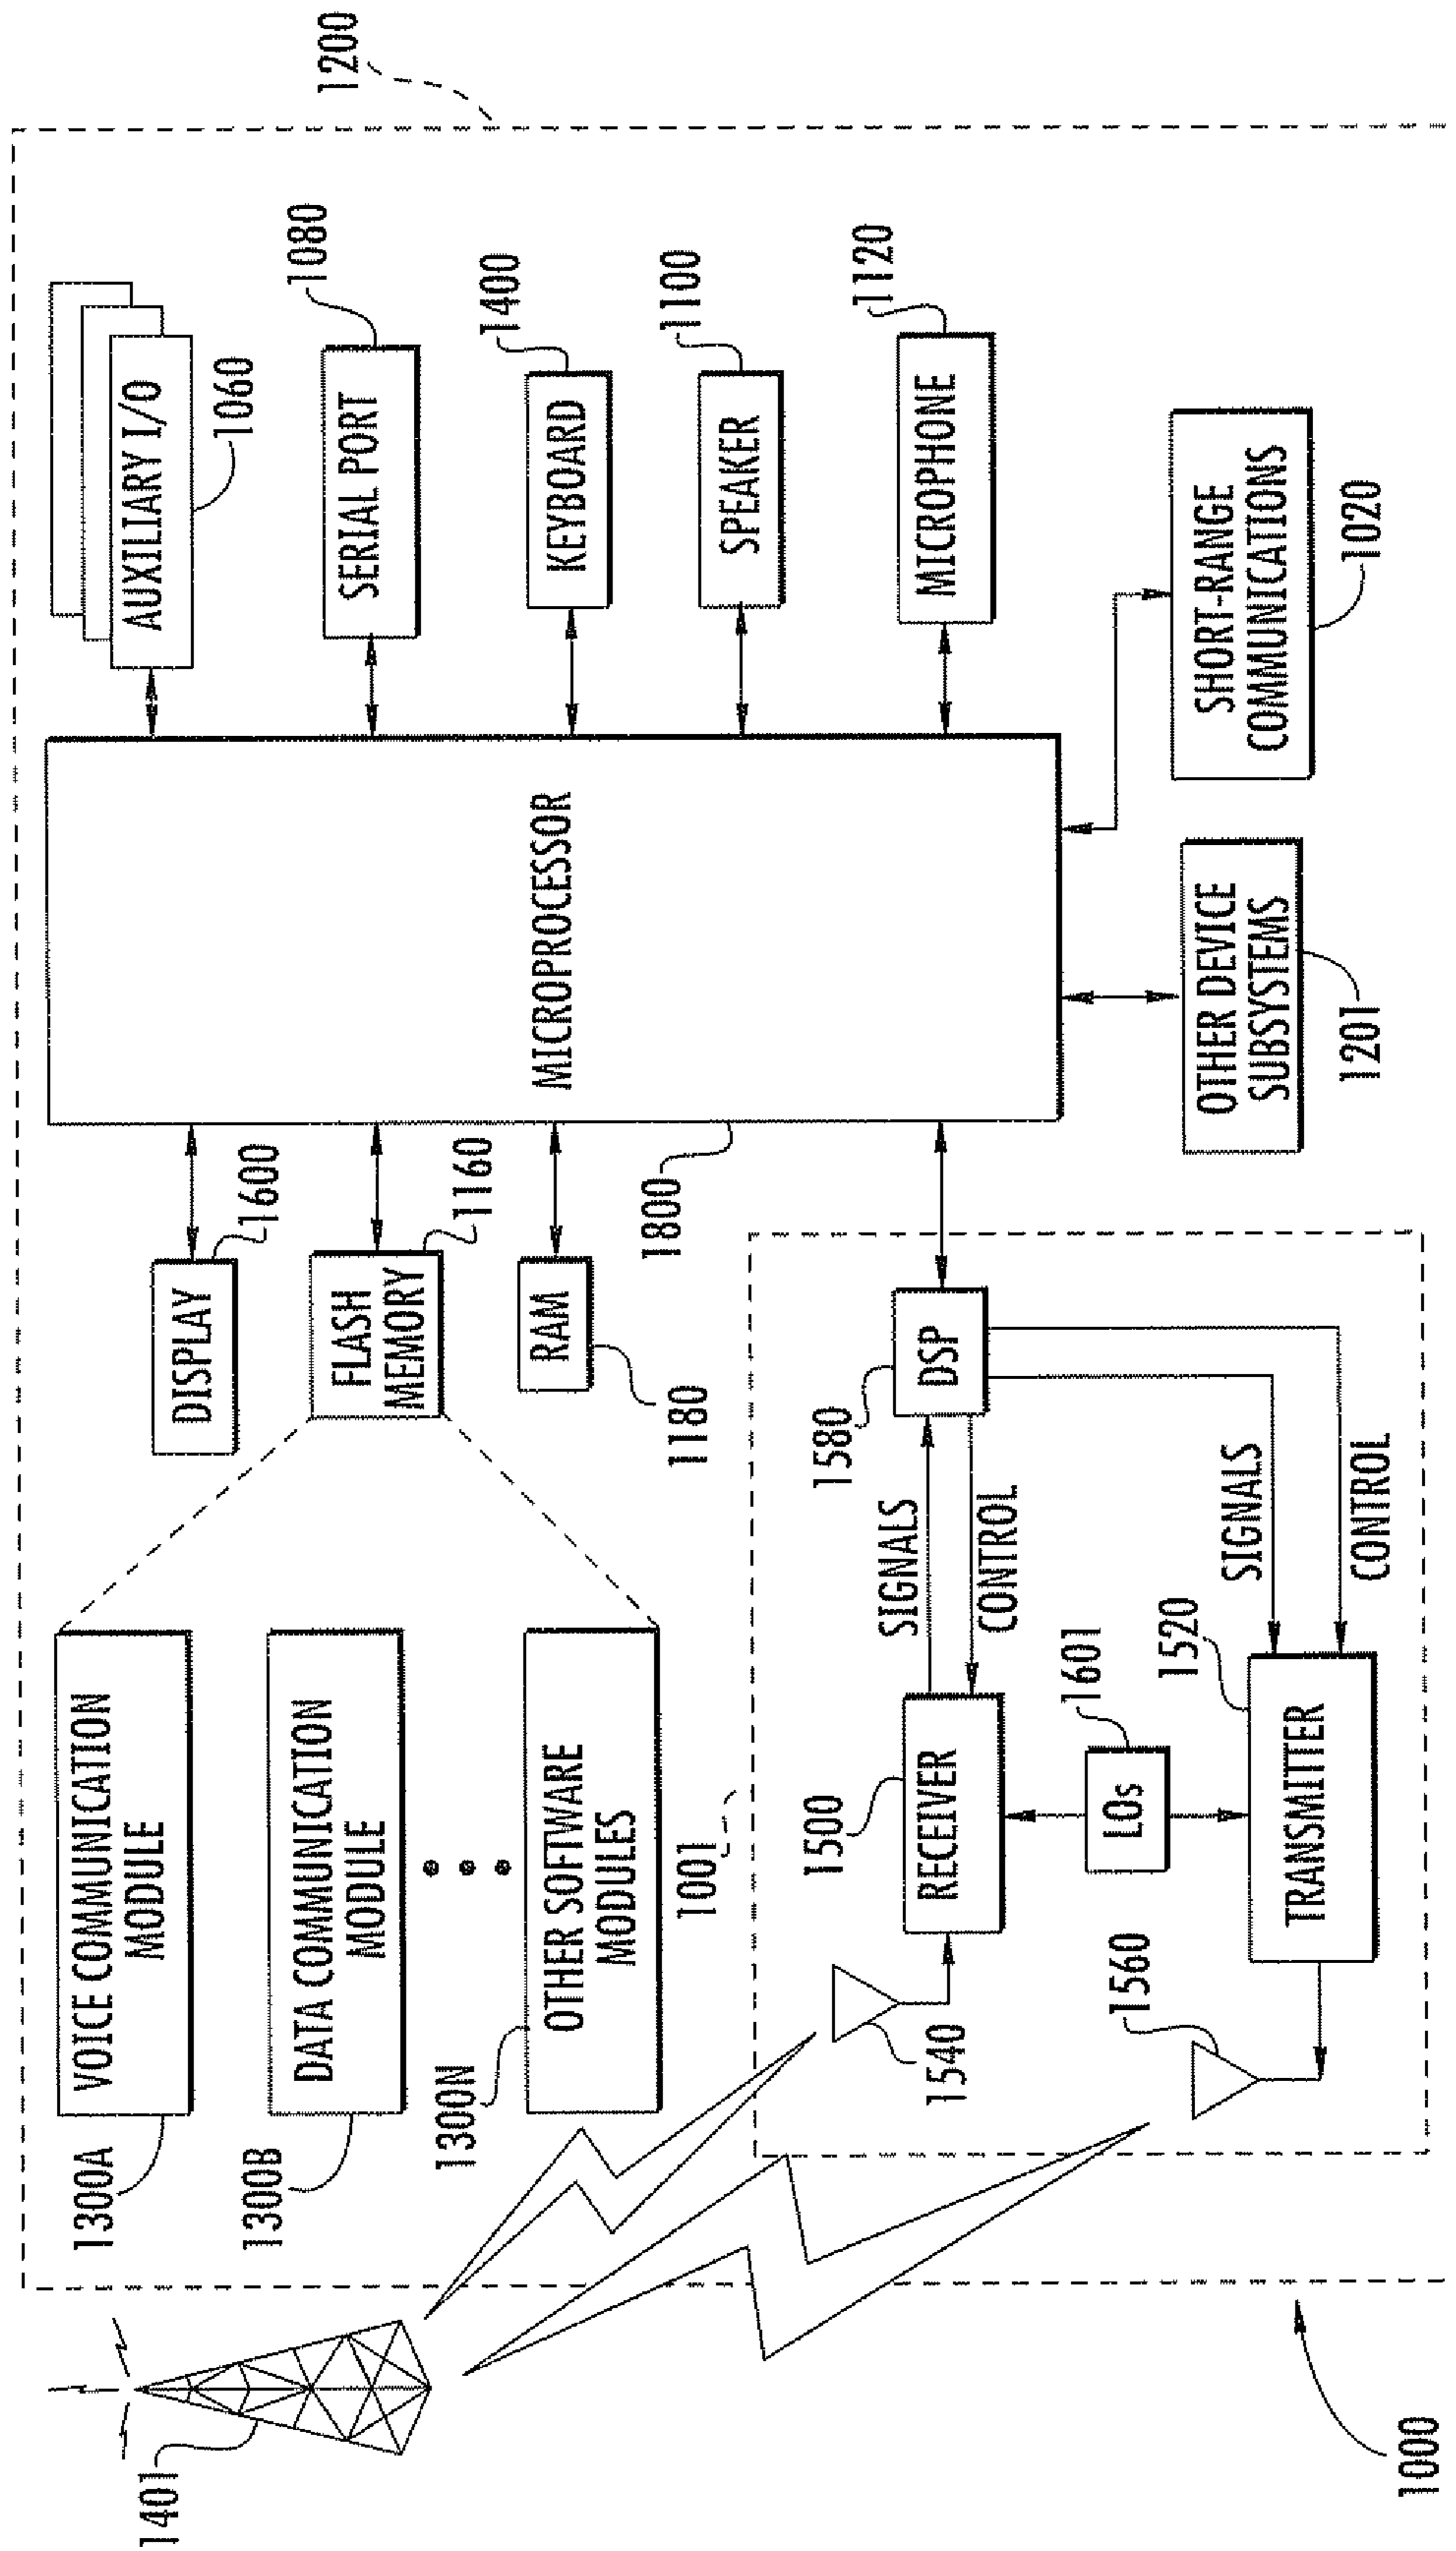 1401
1300A
VOICE COMMUNICATION
MODULE
1300B
DATA COMMUNICATION
MODULE
1300N
OTHER SOFTWARE
MODULES
DISPLAY
1600
FLASH
MEMORY
1160
RAM
1180
MICROPROCESSOR
1800
AUXILIARY I/O
1060
SERIAL PORT
1080
KEYBOARD
1400
SPEAKER
1100
MICROPHONE
1120
1200
1001
1540
1500
RECEIVER
SIGNALS
CONTROL
1580
DSP
LOs
1601
1560
1520
TRANSMITTER
SIGNALS
CONTROL
OTHER DEVICE
SUBSYSTEMS
1201
SHORT-RANGE
COMMUNICATIONS
1020
1000